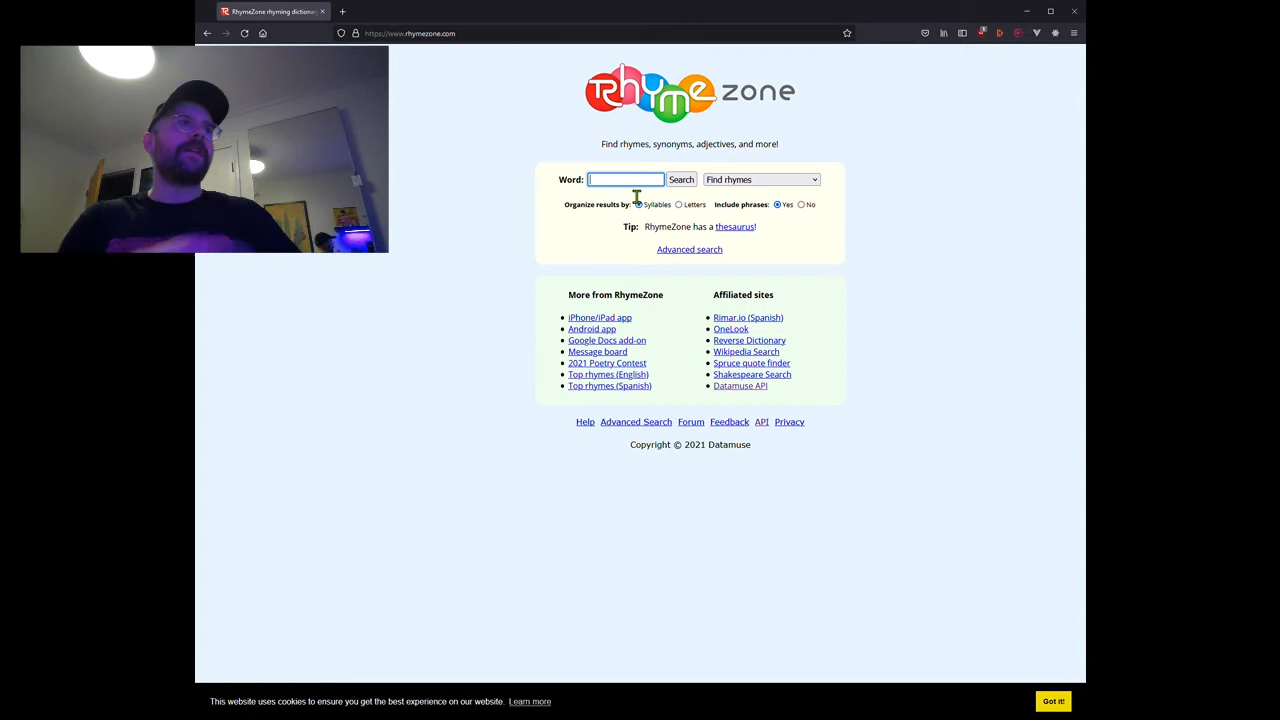 RhymeZone rhyming dictionary
https://www.rhymezone.com
Rhyme zone
Find rhymes, synonyms, adjectives, and more!
Word: Search Find rhymes
Organize results by: Syllables Letters Include phrases: Yes No
Tip: RhymeZone has a thesaurus!
Advanced search
More from RhymeZone
iPhone/iPad app
Android app
Google Docs add-on
Message board
2021 Poetry Contest
Top rhymes (English)
Top rhymes (Spanish)
Affiliated sites
Rimar.io (Spanish)
OneLook
Reverse Dictionary
Wikipedia Search
Spruce quote finder
Shakespeare Search
Datamuse API
Help Advanced Search Forum Feedback API Privacy
Copyright © 2021 Datamuse
This website uses cookies to ensure you get the best experience on our website. Learn more
Got it!